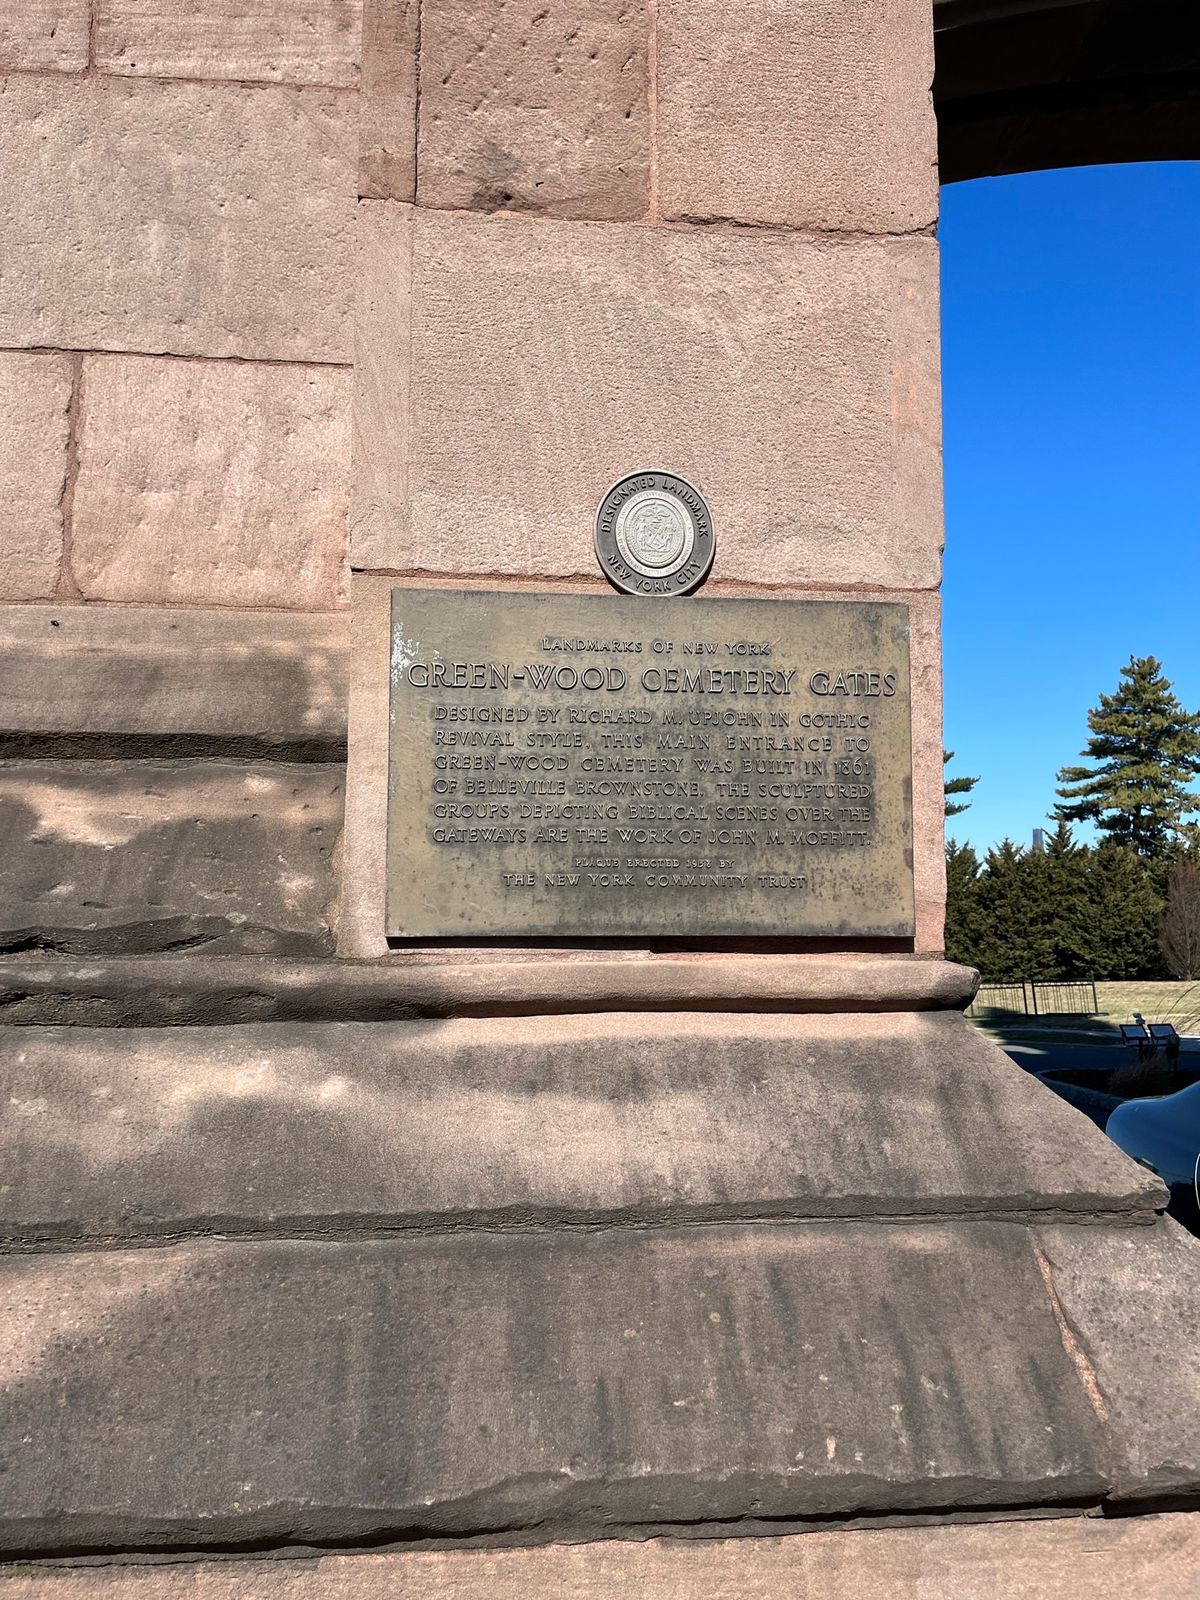 DESIGNATED LANDMARK
NEW YORK CITY
LANDMARKS OF NEW YORK
GREEN-WOOD CEMETERY GATES
DESIGNED BY RICHARD M. UPJOHN IN GOTHIC
REVIVAL STYLE, THIS MAIN ENTRANCE TO
GREEN-WOOD CEMETERY WAS BUILT IN 1861
OF BELLEVILLE BROWNSTONE. THE SCULPTURED
GROUPS DEPICTING BIBLICAL SCENES OVER THE
GATEWAYS ARE THE WORK OF JOHN M. MOFFITT.
PLAQUE ERECTED 1958 BY
THE NEW YORK COMMUNITY TRUST